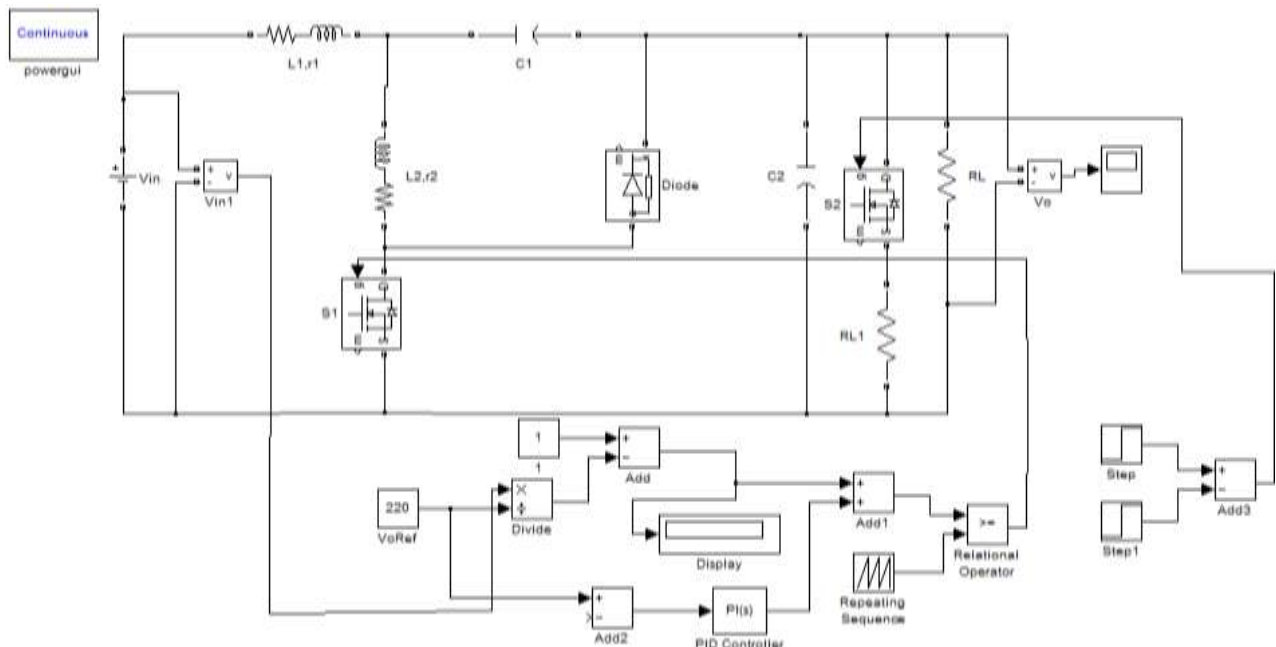 Continuous
powergui
L1,r1
C1
Vin
v
Vin1
L2,r2
Diode
C2
S2
RL
v
Vo
S1
RL1
g
D
m
S
g
D
m
S
m
+
-
+
-
+
1
1
+
-
Add
220
VoRef
×
÷
Divide
Display
+
+
Add1
>=
Relational
Operator
Repeating
Sequence
+
-
Add2
PI(s)
PID Controller
Step
Step1
+
-
Add3